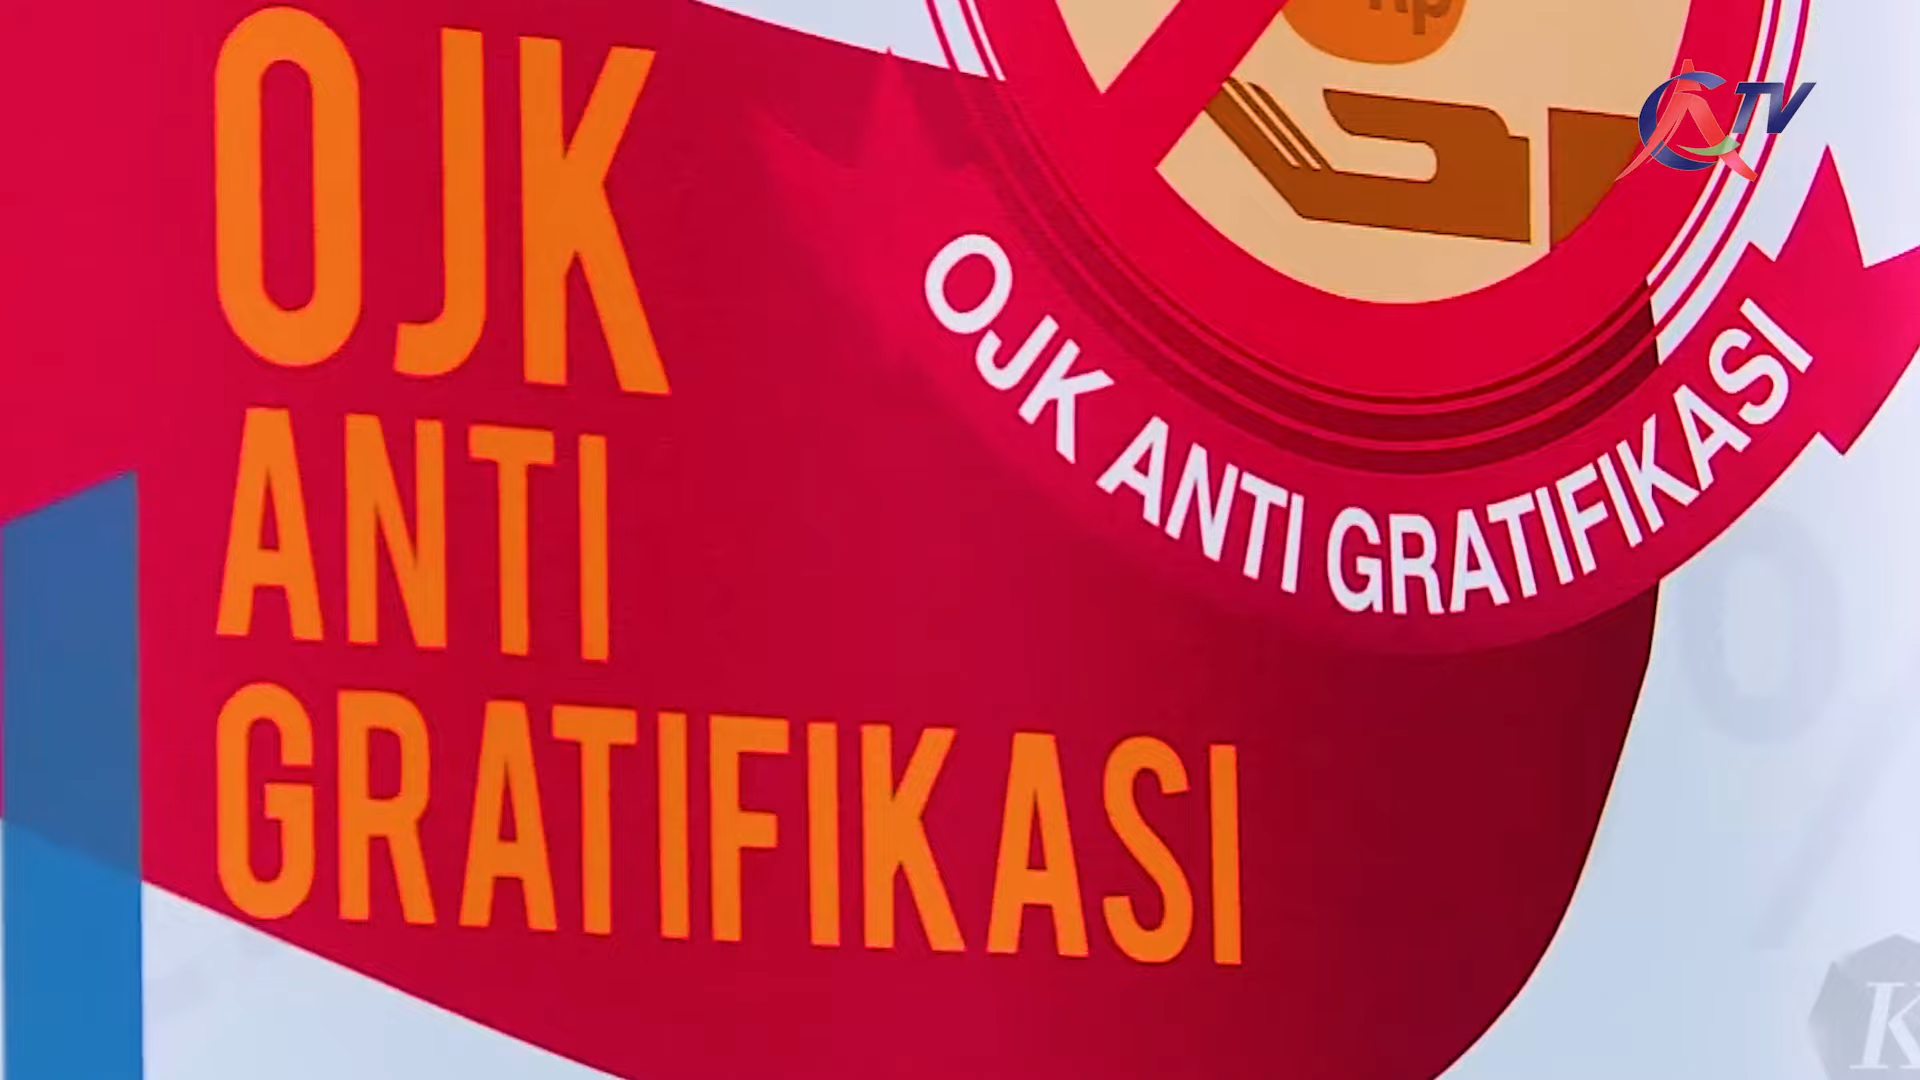 OJK
ANTI
GRATIFIKASI
Rp
TV
OJK ANTI GRATIFIKASI
K